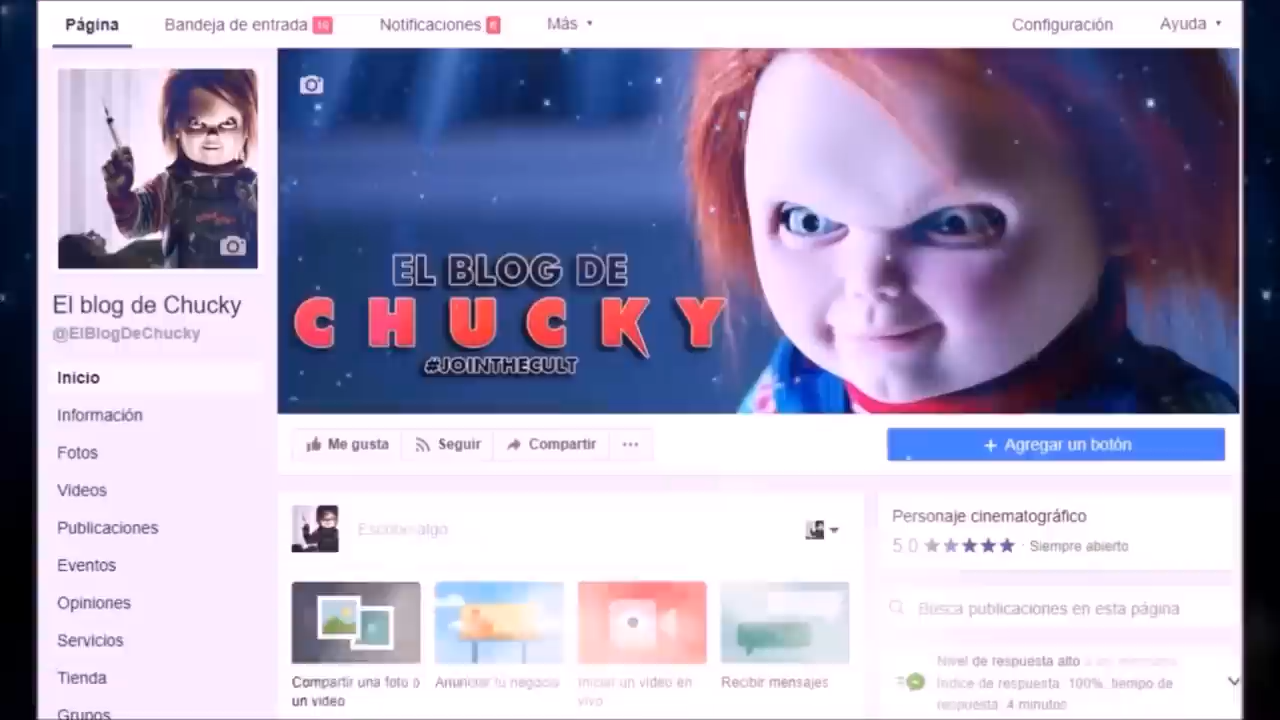 Página
Bandeja de entrada
Notificaciones
Más
Configuración
Ayuda
El blog de Chucky
@ElBlogDeChucky
EL BLOG DE
CHUCKY
#JOINTHECULT
Inicio
Información
Fotos
Videos
Publicaciones
Eventos
Opiniones
Servicios
Tienda
Grupos
Me gusta
Seguir
Compartir
+ Agregar un botón
Escribe algo
Compartir una foto o
un video
Anunciar tu negocio
Iniciar un video en
vivo
Recibir mensajes
Personaje cinematográfico
5.0 ★★★★★ · Siempre abierto
Busca publicaciones en esta página
Nivel de respuesta alto
Índice de respuesta: 100%, tiempo de
respuesta: 4 minutos